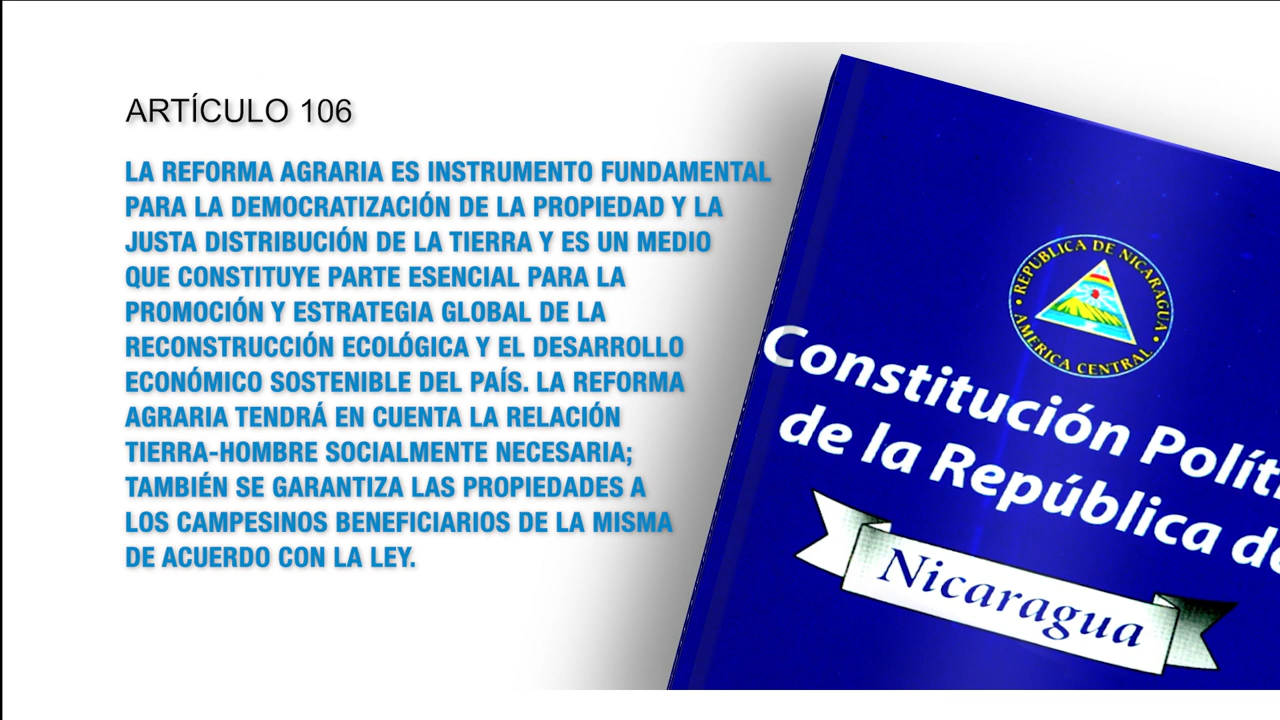 ARTÍCULO 106
LA REFORMA AGRARIA ES INSTRUMENTO FUNDAMENTAL
PARA LA DEMOCRATIZACIÓN DE LA PROPIEDAD Y LA
JUSTA DISTRIBUCIÓN DE LA TIERRA Y ES UN MEDIO
QUE CONSTITUYE PARTE ESENCIAL PARA LA
PROMOCIÓN Y ESTRATEGIA GLOBAL DE LA
RECONSTRUCCIÓN ECOLÓGICA Y EL DESARROLLO
ECONÓMICO SOSTENIBLE DEL PAÍS. LA REFORMA
AGRARIA TENDRÁ EN CUENTA LA RELACIÓN
TIERRA-HOMBRE SOCIALMENTE NECESARIA;
TAMBIÉN SE GARANTIZA LAS PROPIEDADES A
LOS CAMPESINOS BENEFICIARIOS DE LA MISMA
DE ACUERDO CON LA LEY.
REPÚBLICA DE NICARAGUA
AMÉRICA CENTRAL
Constitución Políti
de la República de
Nicaragua